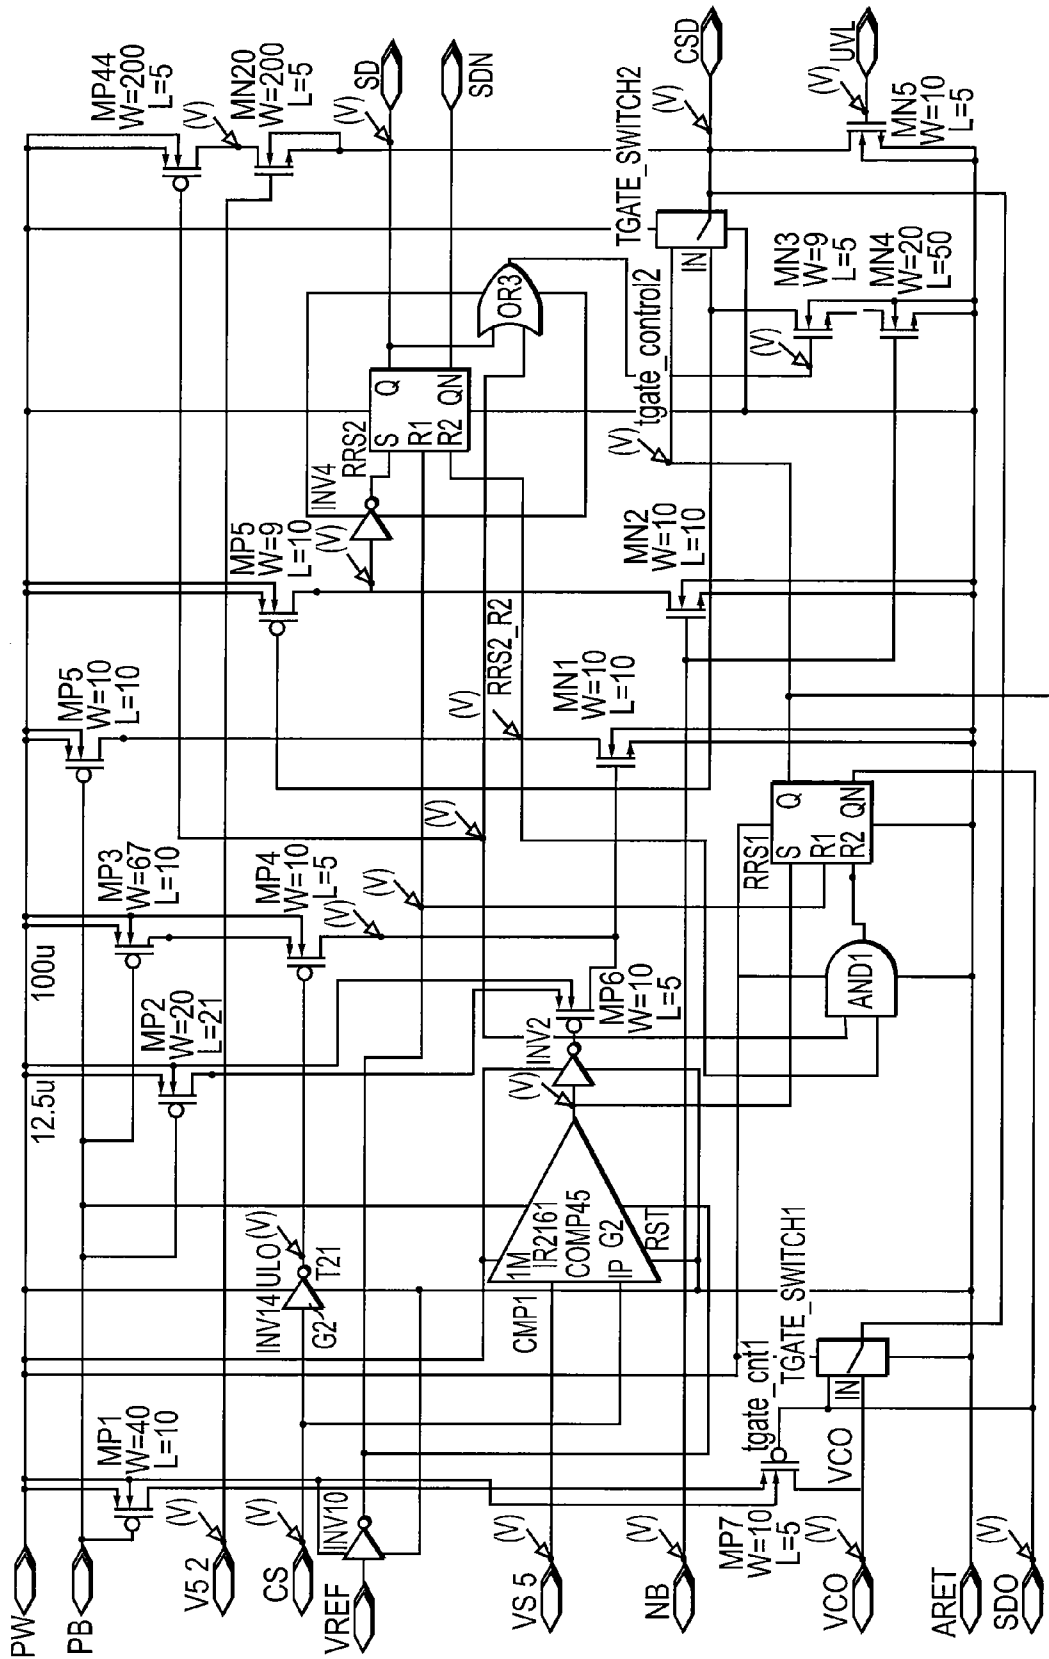 PW
PB
V5 2
CS
VREF
VS 5
NB
VCO
ARET
SDO
(V)
(V)
(V)
(V)
(V)
(V)
MP1
W=40
L=10
INV10
MP7
W=10
L=5
VCO
tgate_cnt1
TGATE_SWITCH1
IN
INV14
ULO
(V)
G2
T21
CMP1
1M
IR2161
COMP45
IP
G2
RST
12.5u
100u
MP2
W=20
L=21
MP3
W=67
L=10
MP4
W=10
L=5
(V)
(V)
INV2
MP6
W=10
L=5
AND1
RRS1
S
R1
R2
Q
QN
(V)
MP5
W=10
L=10
(V)
RRS2_R2
MN1
W=10
L=10
MP5
W=9
L=10
(V)
INV4
RRS2
S
R1
R2
Q
QN
MN2
W=10
L=10
(V)
tgate_control2
OR3
TGATE_SWITCH2
IN
(V)
MN3
W=9
L=5
MN4
W=20
L=50
MP44
W=200
L=5
(V)
MN20
W=200
L=5
(V)
SD
SDN
(V)
CSD
(V)
UVL
MN5
W=10
L=5